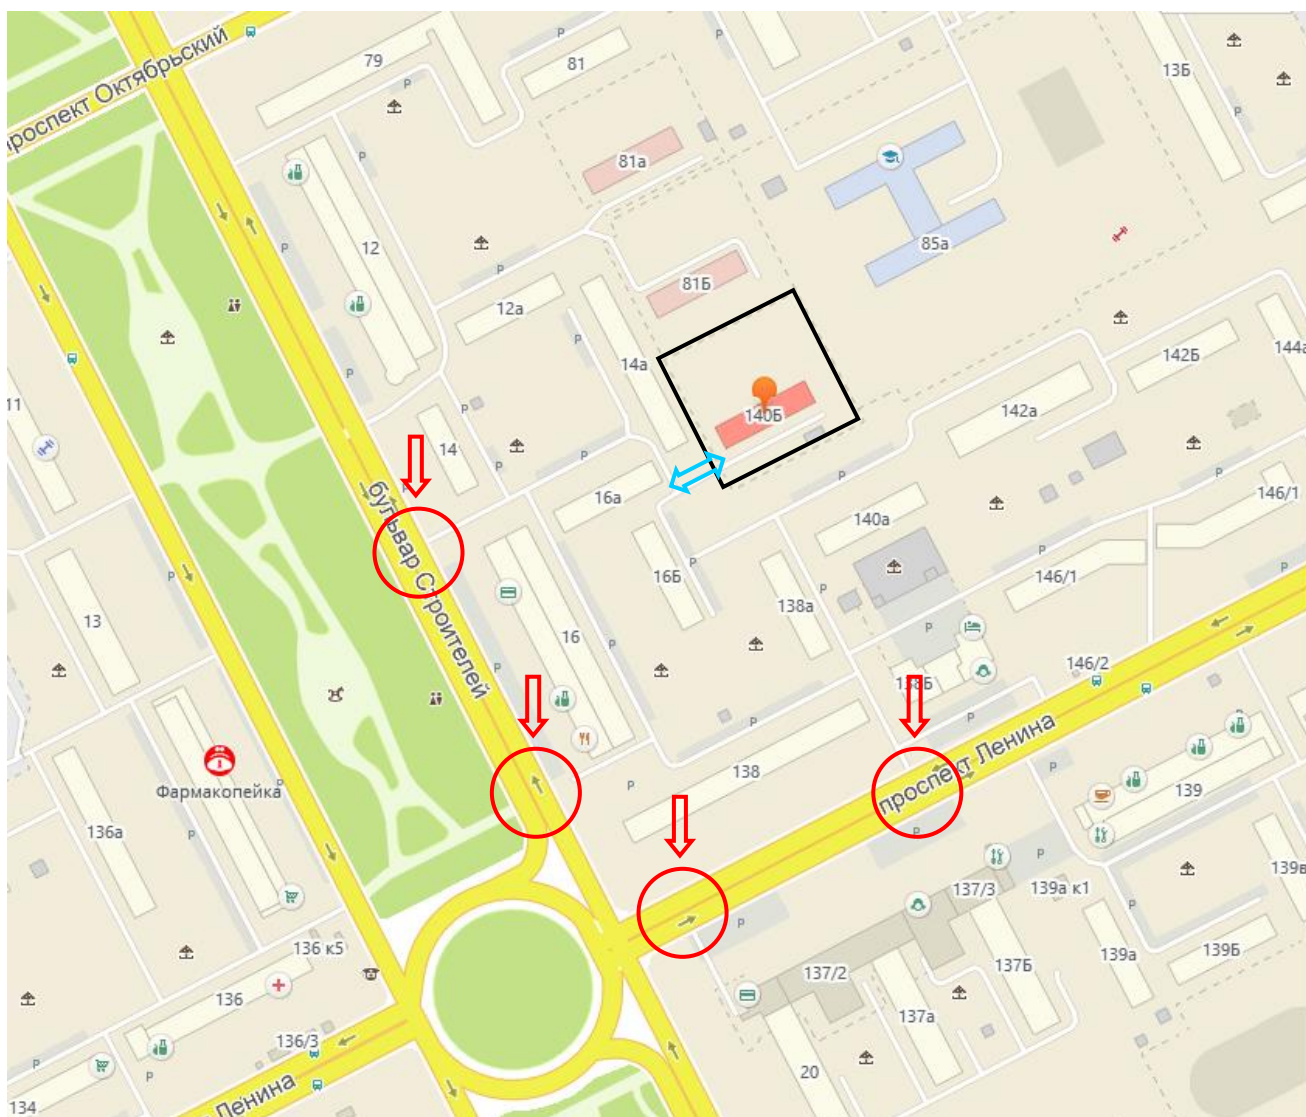 проспект Октябрьский
P
79
81
P
P
13Б
P
P
81а
12
P
85а
P
81Б
12а
P
14а
142Б
144а
P
P
11
140Б
142а
P
14
P
P
P
P
16а
140а
146/1
бульвар Строителей
P
P
16Б
P
P
146/1
P
138а
P
13
P
16
P
146/2
138Б
P
проспект Ленина
138
P
P
139
Фармакопейка
P
P
136а
P
P
137/3
139а к1
139в
P
P
136 к5
137/2
137Б
139а
139Б
136
137а
136/3
P
P
20
134
Ленина